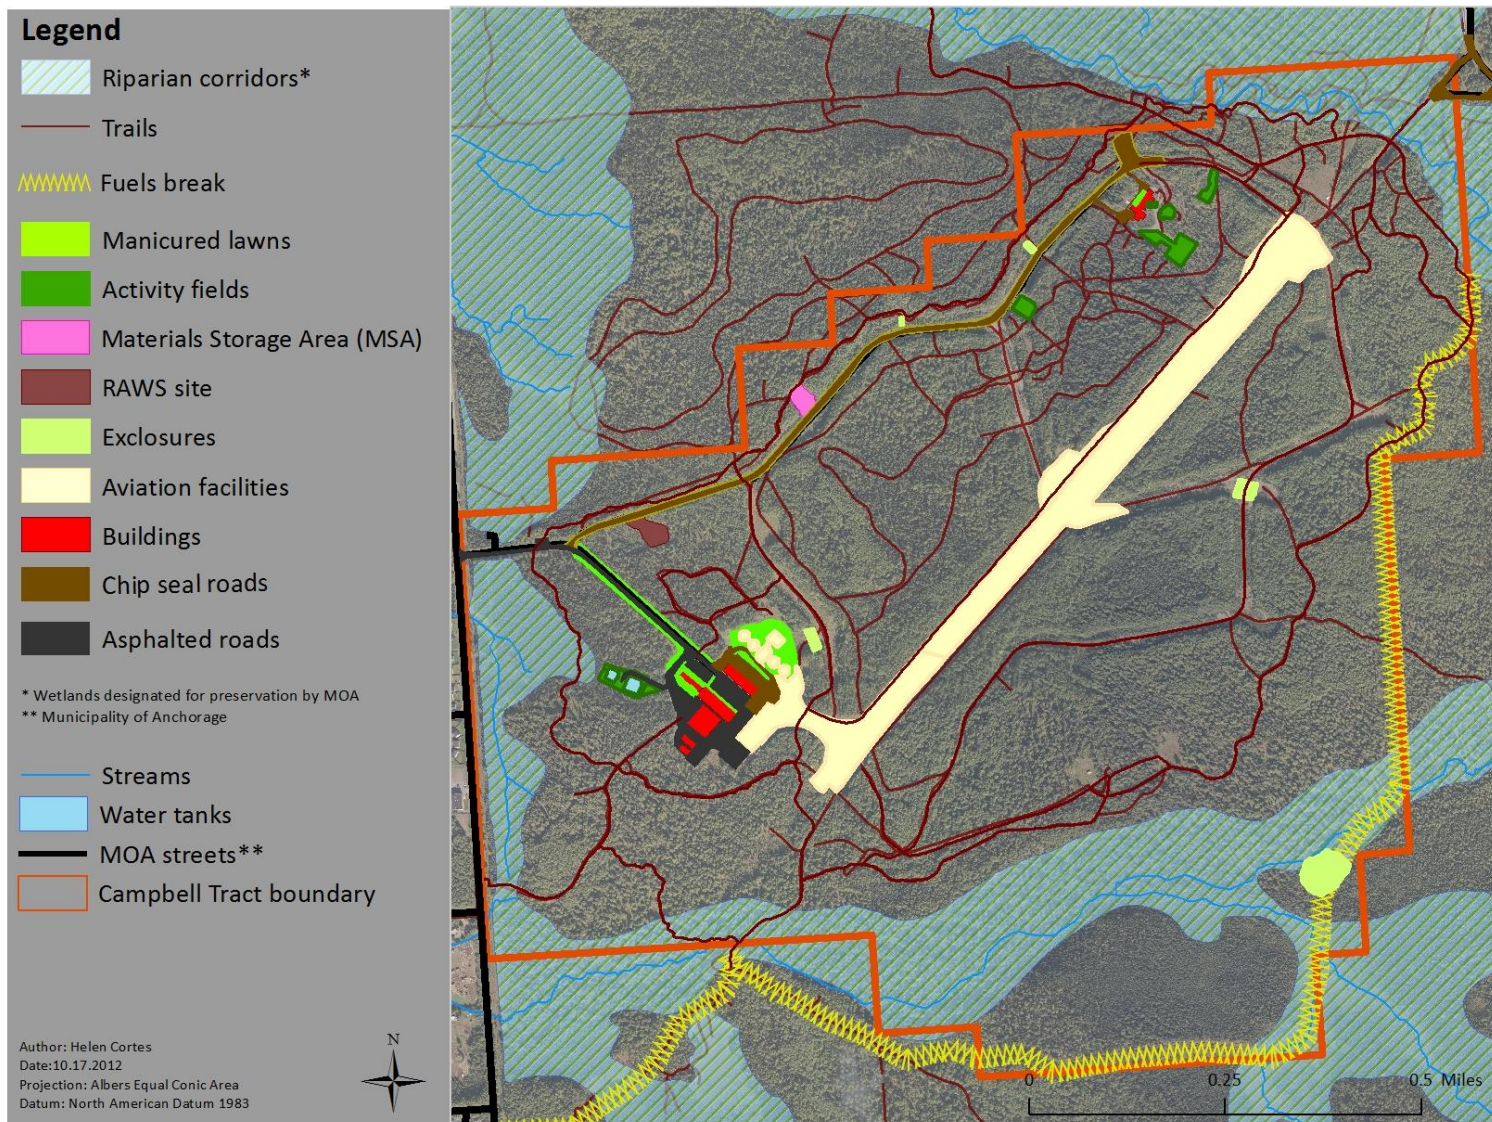 Legend
Riparian corridors*
Trails
Fuels break
Manicured lawns
Activity fields
Materials Storage Area (MSA)
RAWS site
Exclosures
Aviation facilities
Buildings
Chip seal roads
Asphalted roads
* Wetlands designated for preservation by MOA
** Municipality of Anchorage
Streams
Water tanks
MOA streets**
Campbell Tract boundary
Author: Helen Cortes
Date:10.17.2012
Projection: Albers Equal Conic Area
Datum: North American Datum 1983
N
0 0.25 0.5 Miles